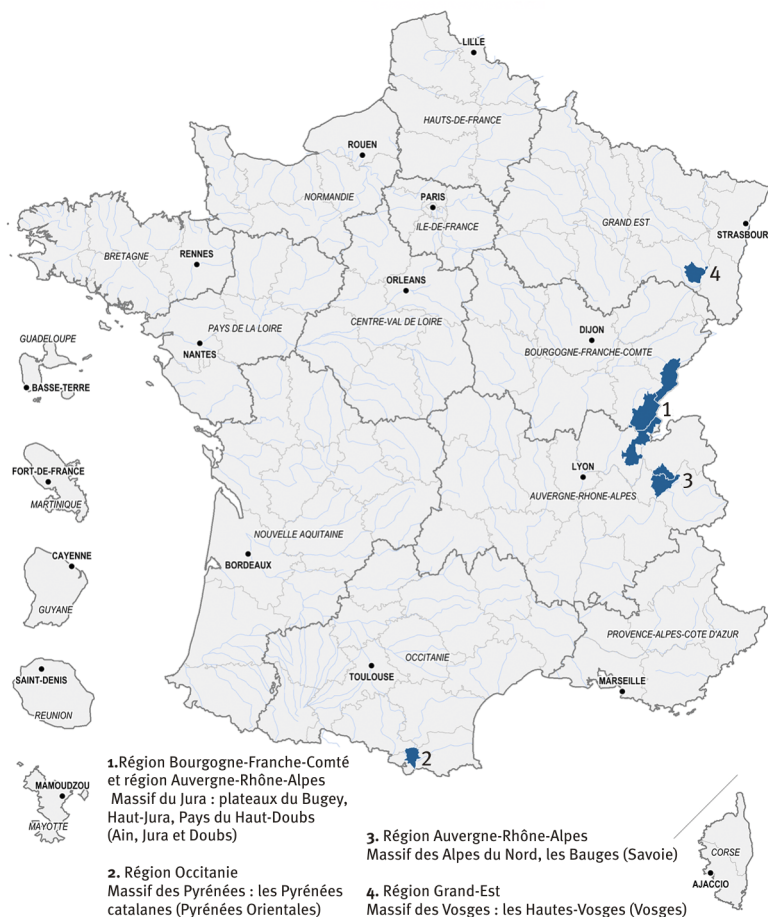 LILLE
HAUTS-DE-FRANCE
ROUEN
NORMANDIE
PARIS
ILE-DE-FRANCE
GRAND EST
STRASBOUR
BRETAGNE
RENNES
4
ORLEANS
CENTRE-VAL DE LOIRE
PAYS DE LA LOIRE
NANTES
DIJON
BOURGOGNE-FRANCHE-COMTE
GUADELOUPE
BASSE-TERRE
1
LYON
3
AUVERGNE-RHONE-ALPES
FORT-DE-FRANCE
MARTINIQUE
NOUVELLE AQUITAINE
BORDEAUX
CAYENNE
GUYANE
PROVENCE-ALPES-COTE D'AZUR
OCCITANIE
TOULOUSE
MARSEILLE
SAINT-DENIS
REUNION
2
MAMOUDZOU
MAYOTTE
1.Région Bourgogne-Franche-Comté
et région Auvergne-Rhône-Alpes
Massif du Jura : plateaux du Bugey,
Haut-Jura, Pays du Haut-Doubs
(Ain, Jura et Doubs)
2. Région Occitanie
Massif des Pyrénées : les Pyrénées
catalanes (Pyrénées Orientales)
3. Région Auvergne-Rhône-Alpes
Massif des Alpes du Nord, les Bauges (Savoie)
4. Région Grand-Est
Massif des Vosges : les Hautes-Vosges (Vosges)
CORSE
AJACCIO